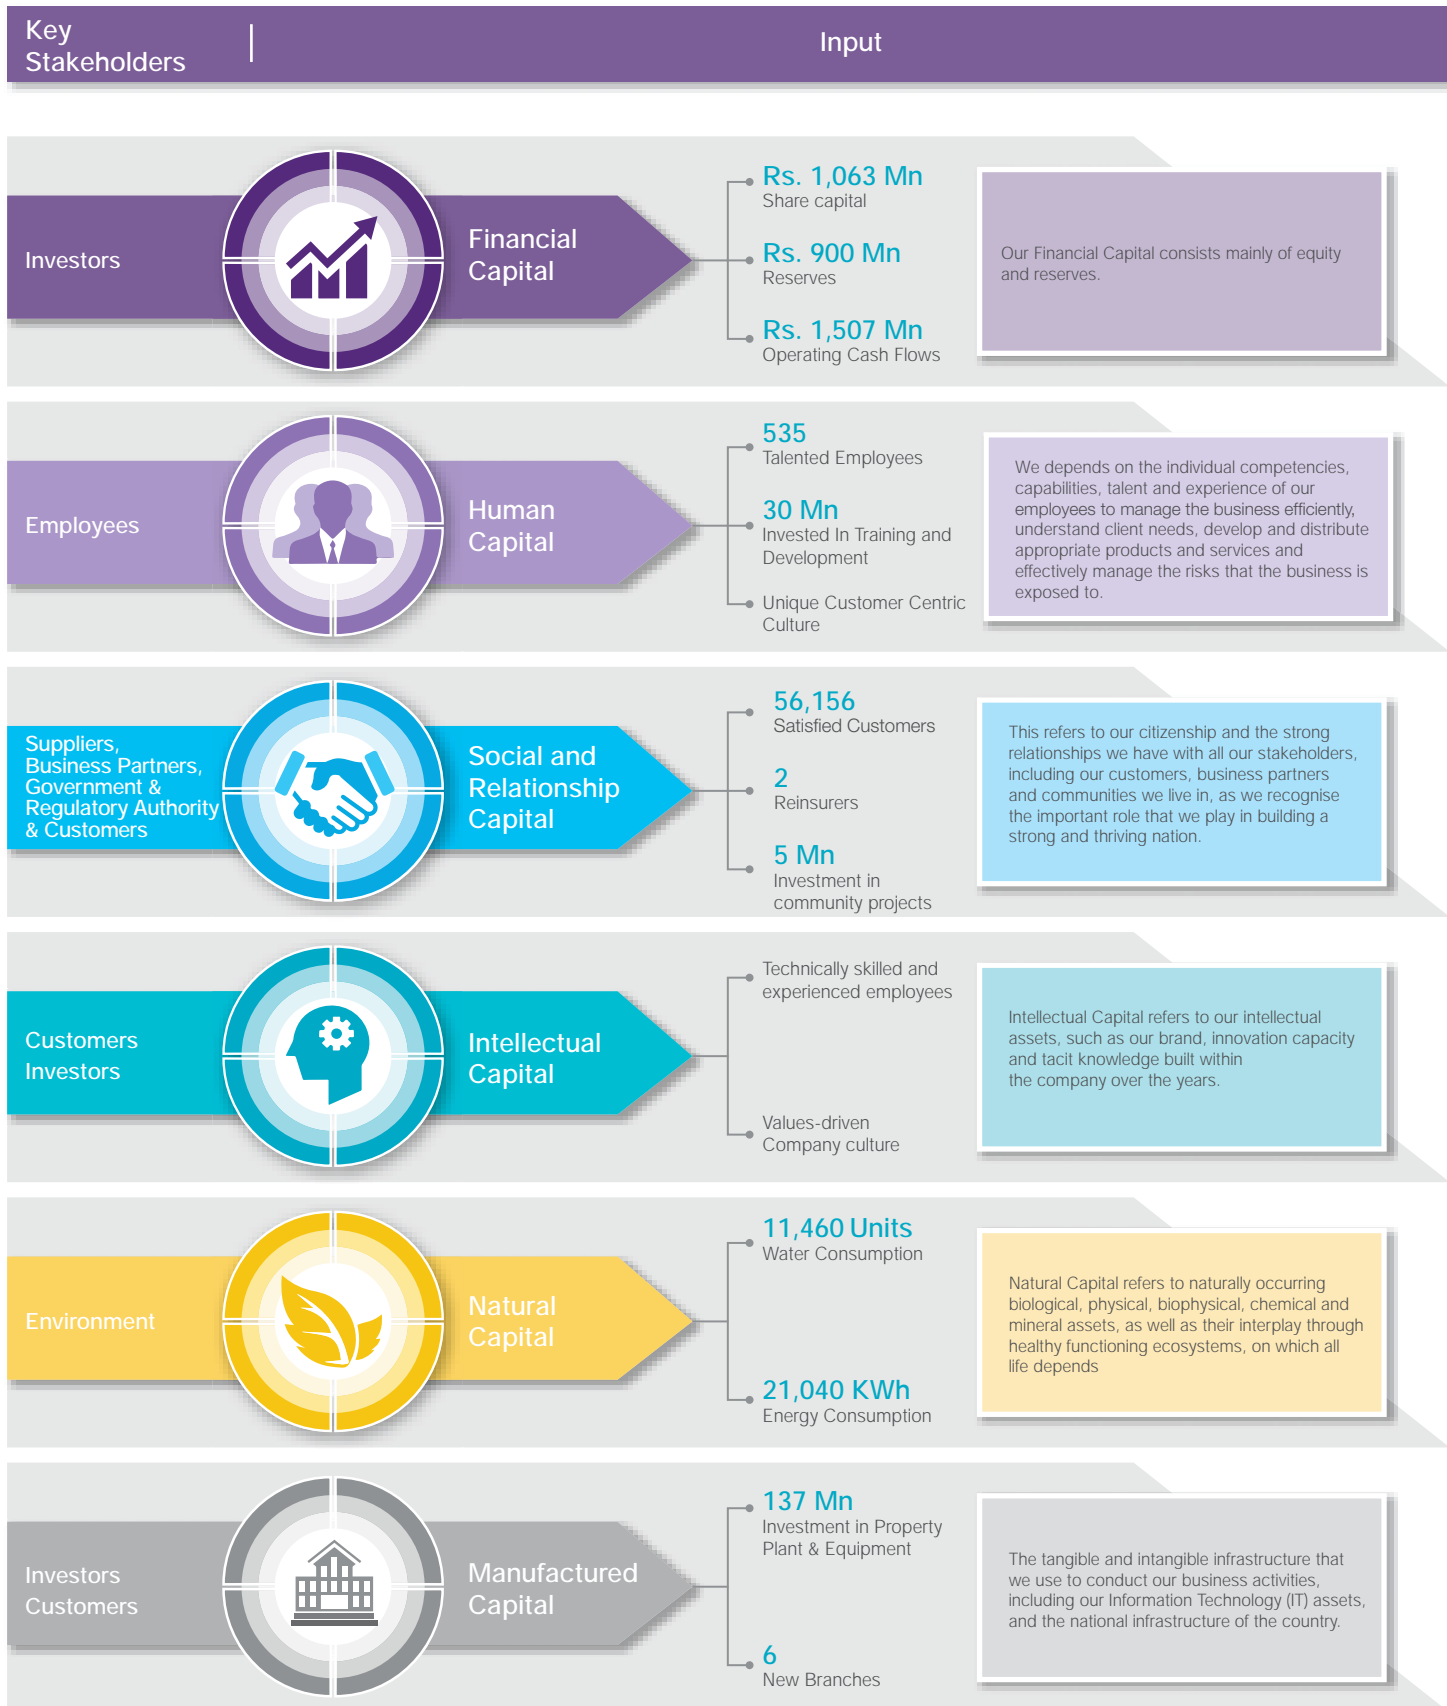 Key
Stakeholders
Input
Investors
Financial
Capital
Rs. 1,063 Mn
Share capital
Rs. 900 Mn
Reserves
Rs. 1,507 Mn
Operating Cash Flows
Our Financial Capital consists mainly of equity
and reserves.
Employees
Human
Capital
535
Talented Employees
30 Mn
Invested In Training and
Development
Unique Customer Centric
Culture
We depends on the individual competencies,
capabilities, talent and experience of our
employees to manage the business efficiently,
understand client needs, develop and distribute
appropriate products and services and
effectively manage the risks that the business is
exposed to.
Suppliers,
Business Partners,
Government &
Regulatory Authority
& Customers
Social and
Relationship
Capital
56,156
Satisfied Customers
2
Reinsurers
5 Mn
Investment in
community projects
This refers to our citizenship and the strong
relationships we have with all our stakeholders,
including our customers, business partners
and communities we live in, as we recognise
the important role that we play in building a
strong and thriving nation.
Customers
Investors
Intellectual
Capital
Technically skilled and
experienced employees
Values-driven
Company culture
Intellectual Capital refers to our intellectual
assets, such as our brand, innovation capacity
and tacit knowledge built within
the company over the years.
Environment
Natural
Capital
11,460 Units
Water Consumption
21,040 KWh
Energy Consumption
Natural Capital refers to naturally occurring
biological, physical, biophysical, chemical and
mineral assets, as well as their interplay through
healthy functioning ecosystems, on which all
life depends
Investors
Customers
Manufactured
Capital
137 Mn
Investment in Property
Plant & Equipment
6
New Branches
The tangible and intangible infrastructure that
we use to conduct our business activities,
including our Information Technology (IT) assets,
and the national infrastructure of the country.